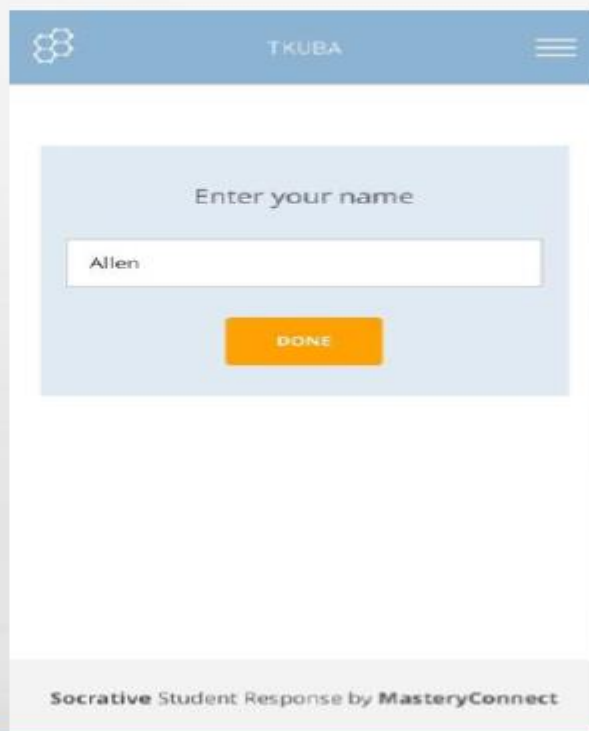 TKUBA
Enter your name
Allen
DONE
Socrative Student Response by MasteryConnect